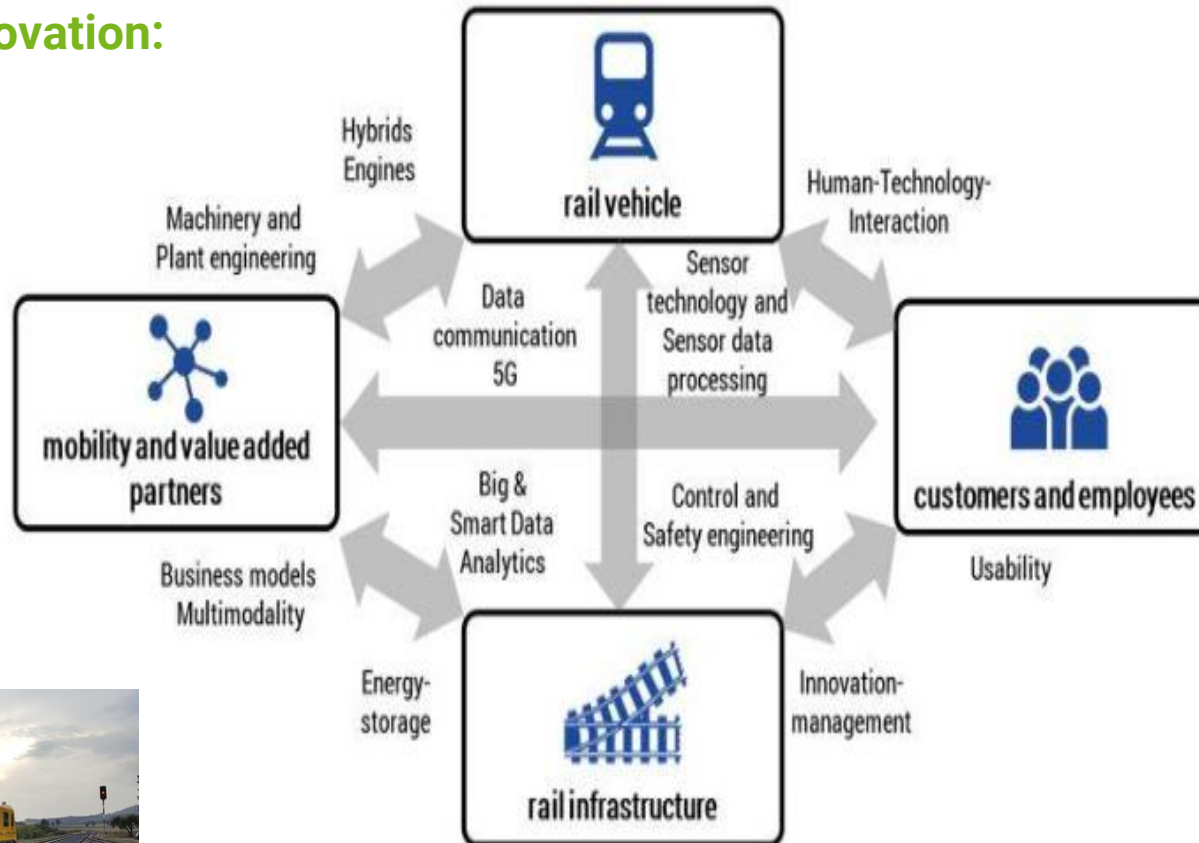 ovation:
rail vehicle
Hybrids
Engines
Human-Technology-
Interaction
Machinery and
Plant engineering
Data
communication
5G
Sensor
technology and
Sensor data
processing
mobility and value added
partners
customers and employees
Big &
Smart Data
Analytics
Control and
Safety engineering
Business models
Multimodality
Usability
Energy-
storage
Innovation-
management
rail infrastructure